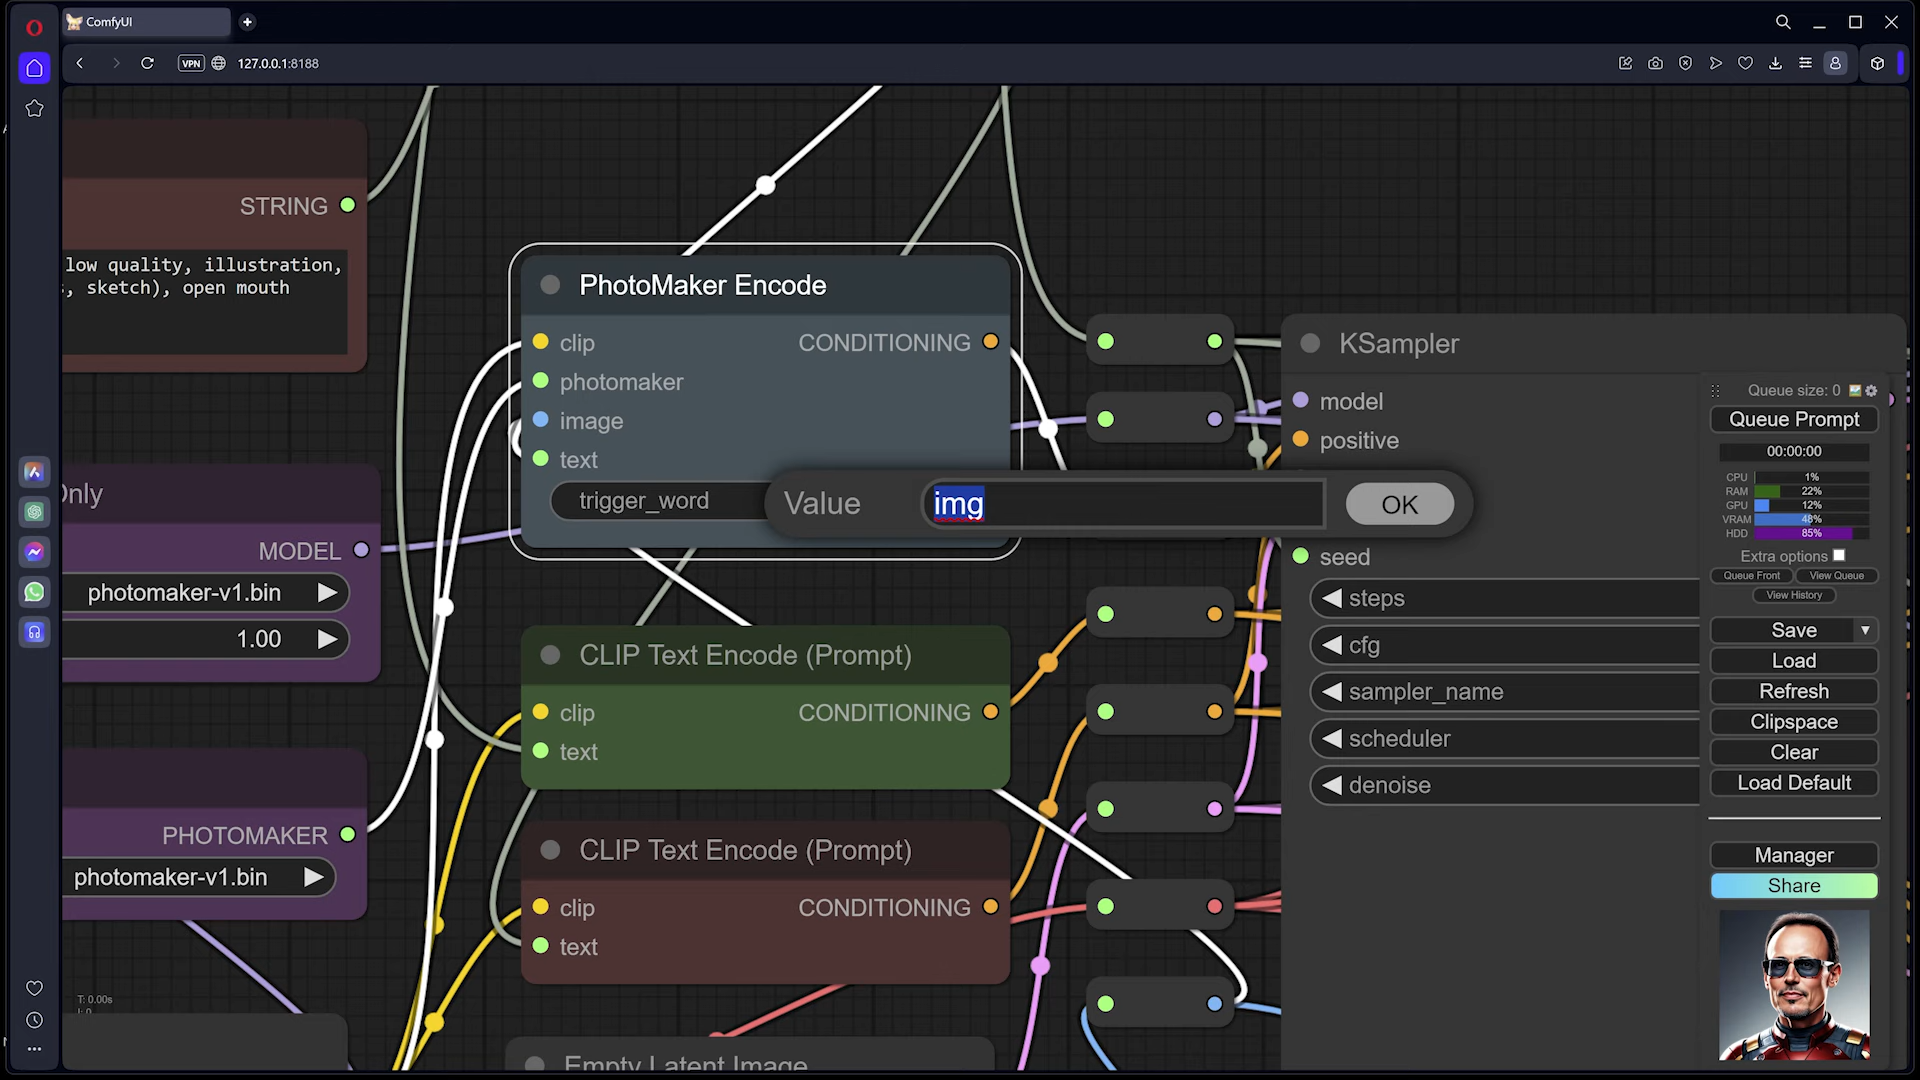 ComfyUI
VPN
127.0.0.1:8188
STRING
low quality, illustration,
, sketch), open mouth
PhotoMaker Encode
clip
CONDITIONING
photomaker
image
text
trigger_word
Value
img
OK
KSampler
model
positive
seed
steps
cfg
sampler_name
scheduler
denoise
Only
MODEL
photomaker-v1.bin
1.00
CLIP Text Encode (Prompt)
clip
CONDITIONING
text
PHOTOMAKER
photomaker-v1.bin
CLIP Text Encode (Prompt)
clip
CONDITIONING
text
Empty Latent Image
T: 0.00s
Queue size: 0
Queue Prompt
00:00:00
CPU 1%
RAM 22%
GPU 12%
VRAM 48%
HDD 85%
Extra options
Queue Front
View Queue
View History
Save
Load
Refresh
Clipspace
Clear
Load Default
Manager
Share